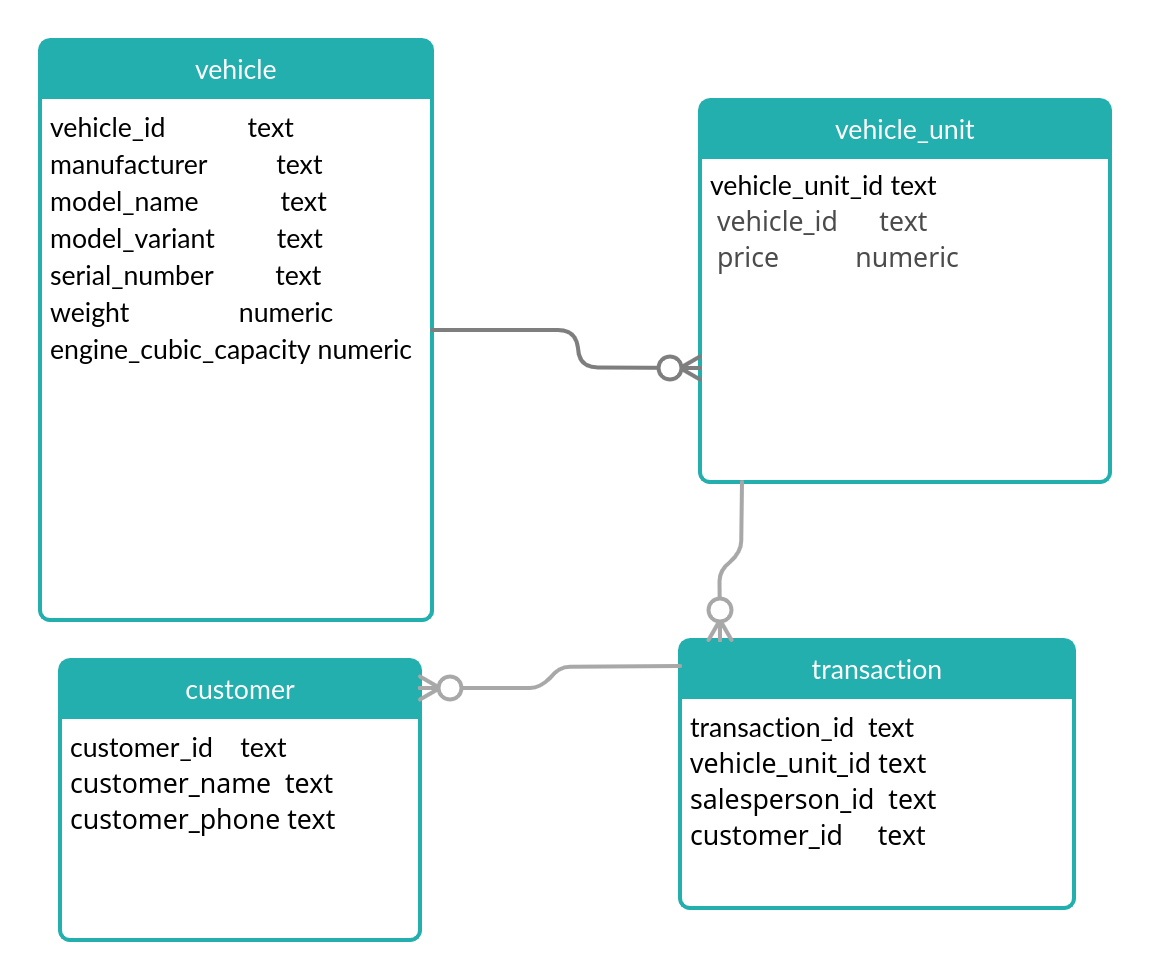 vehicle
vehicle_id text
manufacturer text
model_name text
model_variant text
serial_number text
weight numeric
engine_cubic_capacity numeric
vehicle_unit
vehicle_unit_id text
vehicle_id text
price numeric
customer
customer_id text
customer_name text
customer_phone text
transaction
transaction_id text
vehicle_unit_id text
salesperson_id text
customer_id text